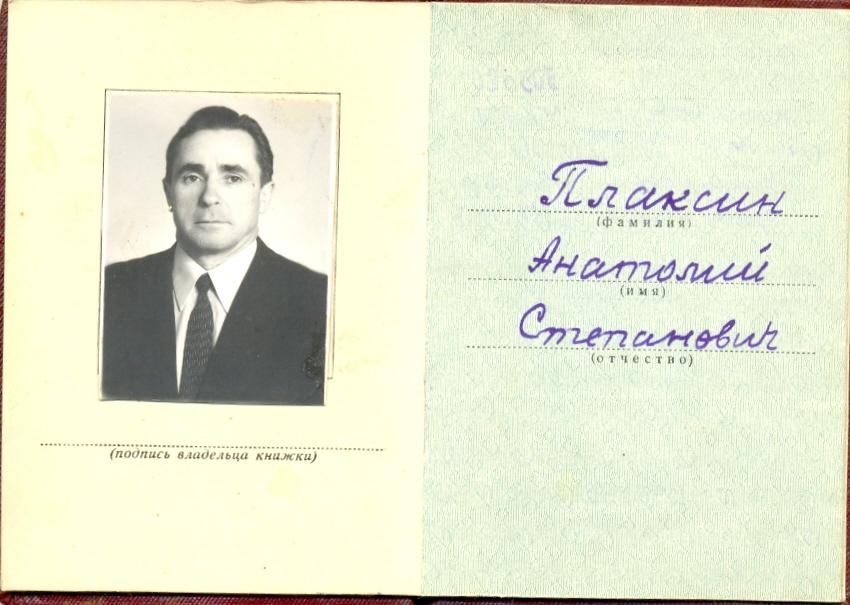 (подпись владельца книжки)
Плаксин
(фамилия)
Анатолий
(имя)
Степанович
(отчество)